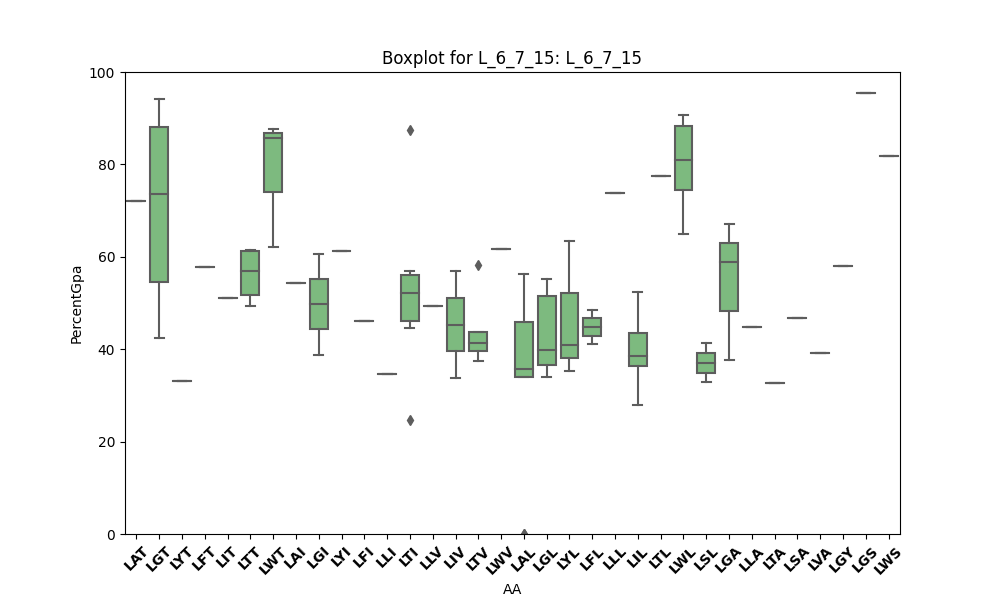 Boxplot for L_6_7_15: L_6_7_15
100
80
60
40
20
0
PercentGpa
LAT LGT LYT LFT LIT LTT LWT LAI LGI LYI LFI LLI LTI LLV LIV LTV LWV LAL LGL LYL LFL LLL LIL LTL LWL LSL LGA LLA LTA LSA LVA LGY LGS LWS
AA